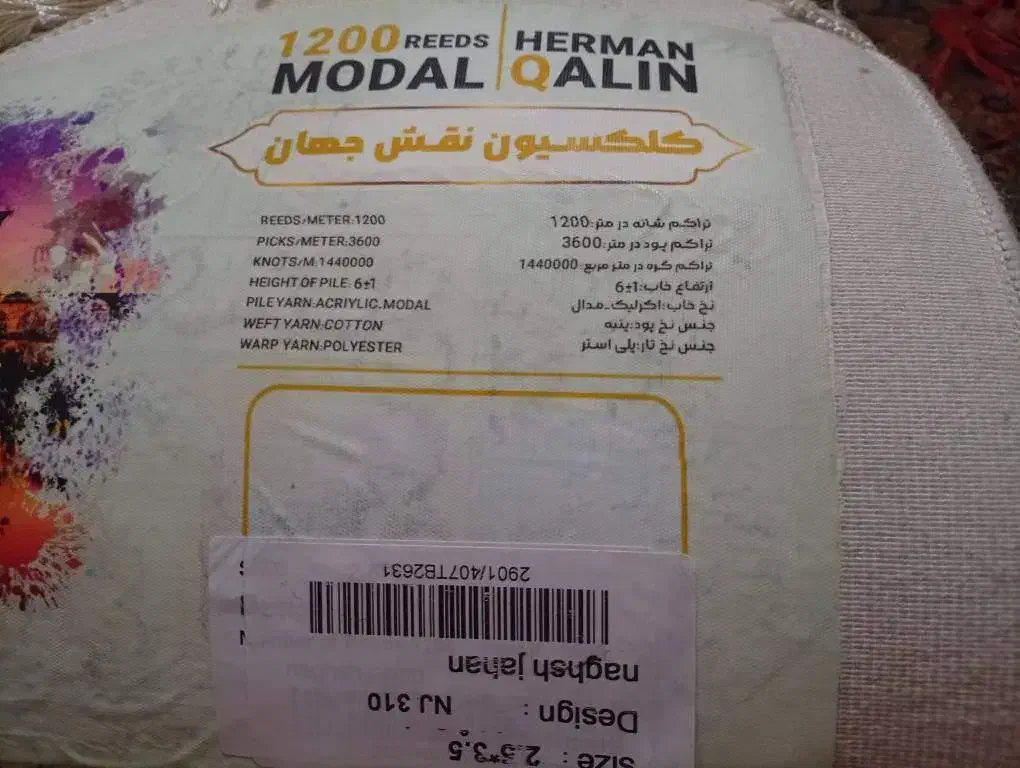 1200 REEDS
MODAL
HERMAN
QALIN
کلکسیون نقش جهان
REEDS/METER:1200
PICKS/METER:3600
KNOTS/M:1440000
HEIGHT OF PILE: 6±1
PILE YARN:ACRIYLIC.MODAL
WEFT YARN:COTTON
WARP YARN:POLYESTER
تراکم شانه در متر:1200
تراکم پود در متر:3600
تراکم گره در متر مربع:1440000
ارتفاع خاب:1±6
نخ خاب:اکرلیک_مدال
جنس نخ پود:پنبه
جنس نخ تار:پلی استر
size : 2.5*3.5
Design : NJ 310
naghsh jahan
2901/407TB2631